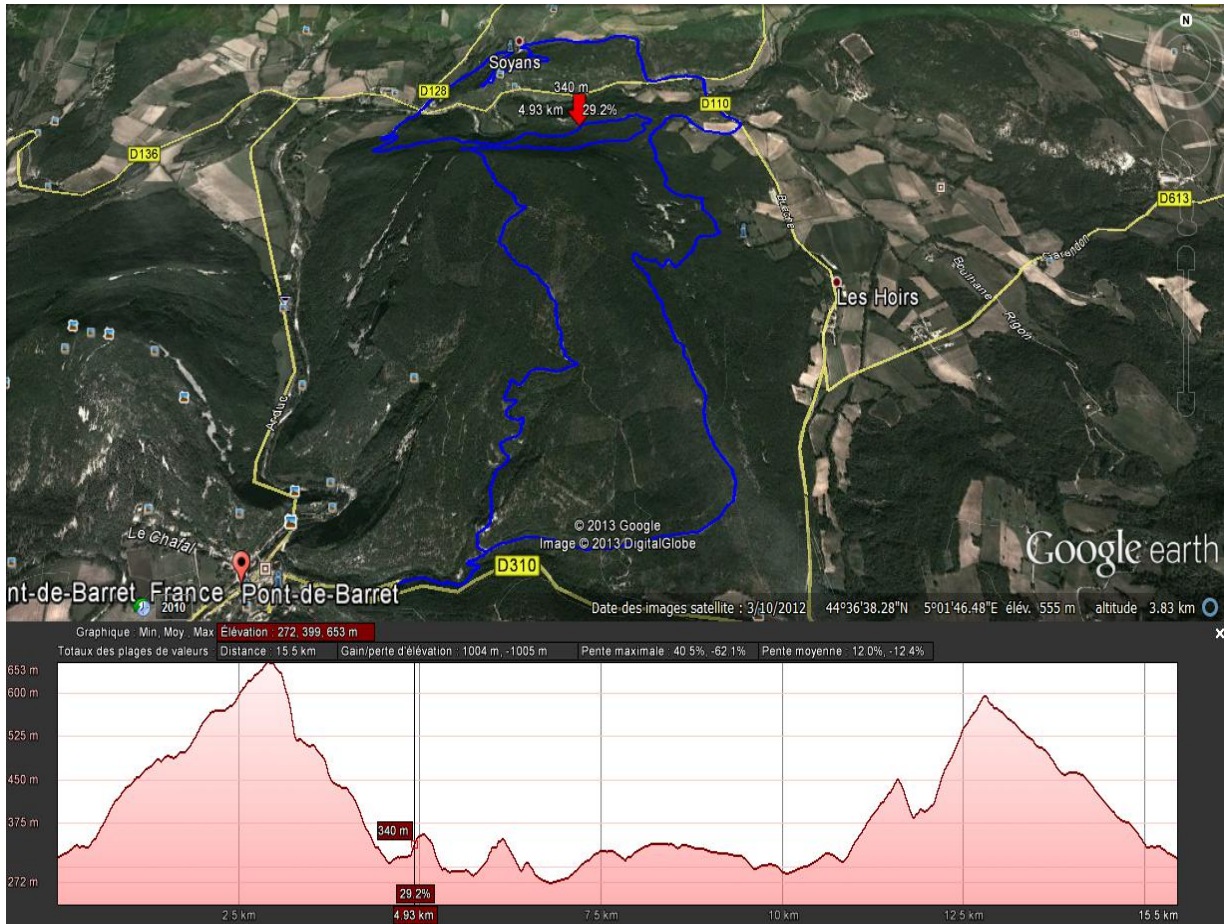 N
Soyans
D128
340 m
4.93 km
29.2%
D110
D136
D613
Les Hoirs
Boulhane
Rigon
Le Chafal
© 2013 Google
Image © 2013 DigitalGlobe
Google earth
D310
nt-de-Barret, France
Pont-de-Barret
2010
Date des images satellite : 3/10/2012 44°36'38.28"N 5°01'46.48"E élév. 555 m altitude 3.83 km
Graphique : Min, Moy., Max Élévation : 272, 399, 653 m
x
Totaux des plages de valeurs : Distance : 15.5 km Gain/perte d'élévation : 1004 m, -1005 m Pente maximale : 40.5%, -62.1% Pente moyenne : 12.0%, -12.4%
653 m
600 m
525 m
450 m
375 m
340 m
272 m
29.2%
2.5 km 4.93 km 7.5 km 10 km 12.5 km 15.5 km